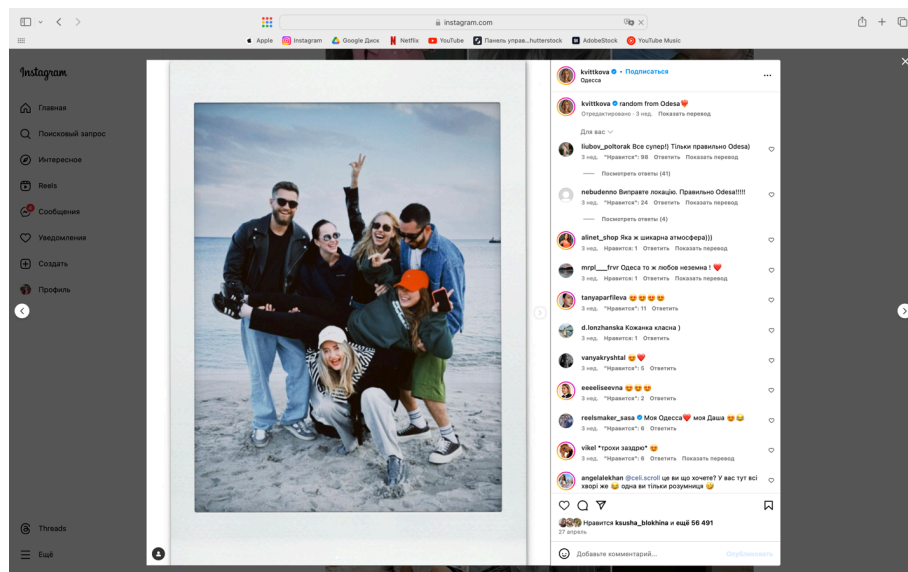 instagram.com
Apple Instagram Google Диск Netflix YouTube Панель управ...hutterstock AdobeStock YouTube Music
Instagram
Главная
Поисковый запрос
Интересное
Reels
Сообщения
Уведомления
Создать
Профиль
Threads
Ещё
kvittkova • Подписаться
Одесса
kvittkova random from Odesa
Отредактировано · 3 нед. Показать перевод
Для вас
liubov_poltorak Все супер!) Тільки правильно Odesa)
3 нед. "Нравится": 98 Ответить Показать перевод
Посмотреть ответы (41)
nebudenno Виправте локацію. Правильно Odesa!!!!!
3 нед. "Нравится": 24 Ответить Показать перевод
Посмотреть ответы (4)
alinet_shop Яка ж шикарна атмосфера)))
3 нед. Нравится: 1 Ответить Показать перевод
mrpl___frvr Одеса то ж любов неземна ! ❤️
3 нед. Нравится: 1 Ответить Показать перевод
tanyaparfileva 😍😍😍😍
3 нед. "Нравится": 11 Ответить
d.lonzhanska Кожанка класна )
3 нед. Нравится: 1 Ответить
vanyakryshtal 😍❤️
3 нед. "Нравится": 5 Ответить
eeeeliseevna 😍😍😍
3 нед. "Нравится": 2 Ответить
reelsmaker_sasa Моя Одесса❤️ моя Даша 😍😂
3 нед. "Нравится": 6 Ответить
vikel *трохи заздрю* 😍
3 нед. "Нравится": 6 Ответить Показать перевод
angelalekhan @celi.scroll це ви що хочете? У вас тут всі
хворі же 😂 одна ви тільки розумниця 😜
Нравится ksusha_blokhina и ещё 56 491
27 апрель
Добавьте комментарий...
Опубликовать